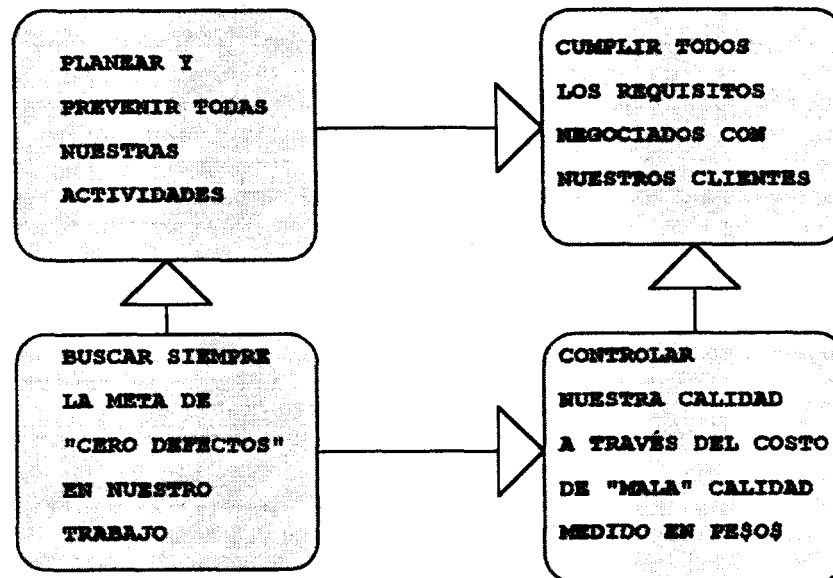 PLANEAR Y
PREVENIR TODAS
NUESTRAS
ACTIVIDADES
CUMPLIR TODOS
LOS REQUISITOS
NEGOCIADOS CON
NUESTROS CLIENTES
BUSCAR SIEMPRE
LA META DE
"CERO DEFECTOS"
EN NUESTRO
TRABAJO
CONTROLAR
NUESTRA CALIDAD
A TRAVÉS DEL COSTO
DE "MALA" CALIDAD
MEDIDO EN PE$O$